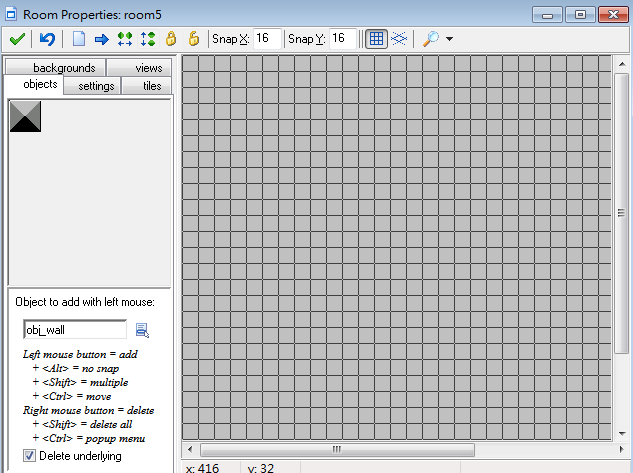 Room Properties: room5
Snap X: 16 Snap Y: 16
backgrounds views
objects settings tiles
Object to add with left mouse:
obj_wall
Left mouse button = add
+ <Alt> = no snap
+ <Shift> = multiple
+ <Ctrl> = move
Right mouse button = delete
+ <Shift> = delete all
+ <Ctrl> = popup menu
Delete underlying
x: 416 y: 32